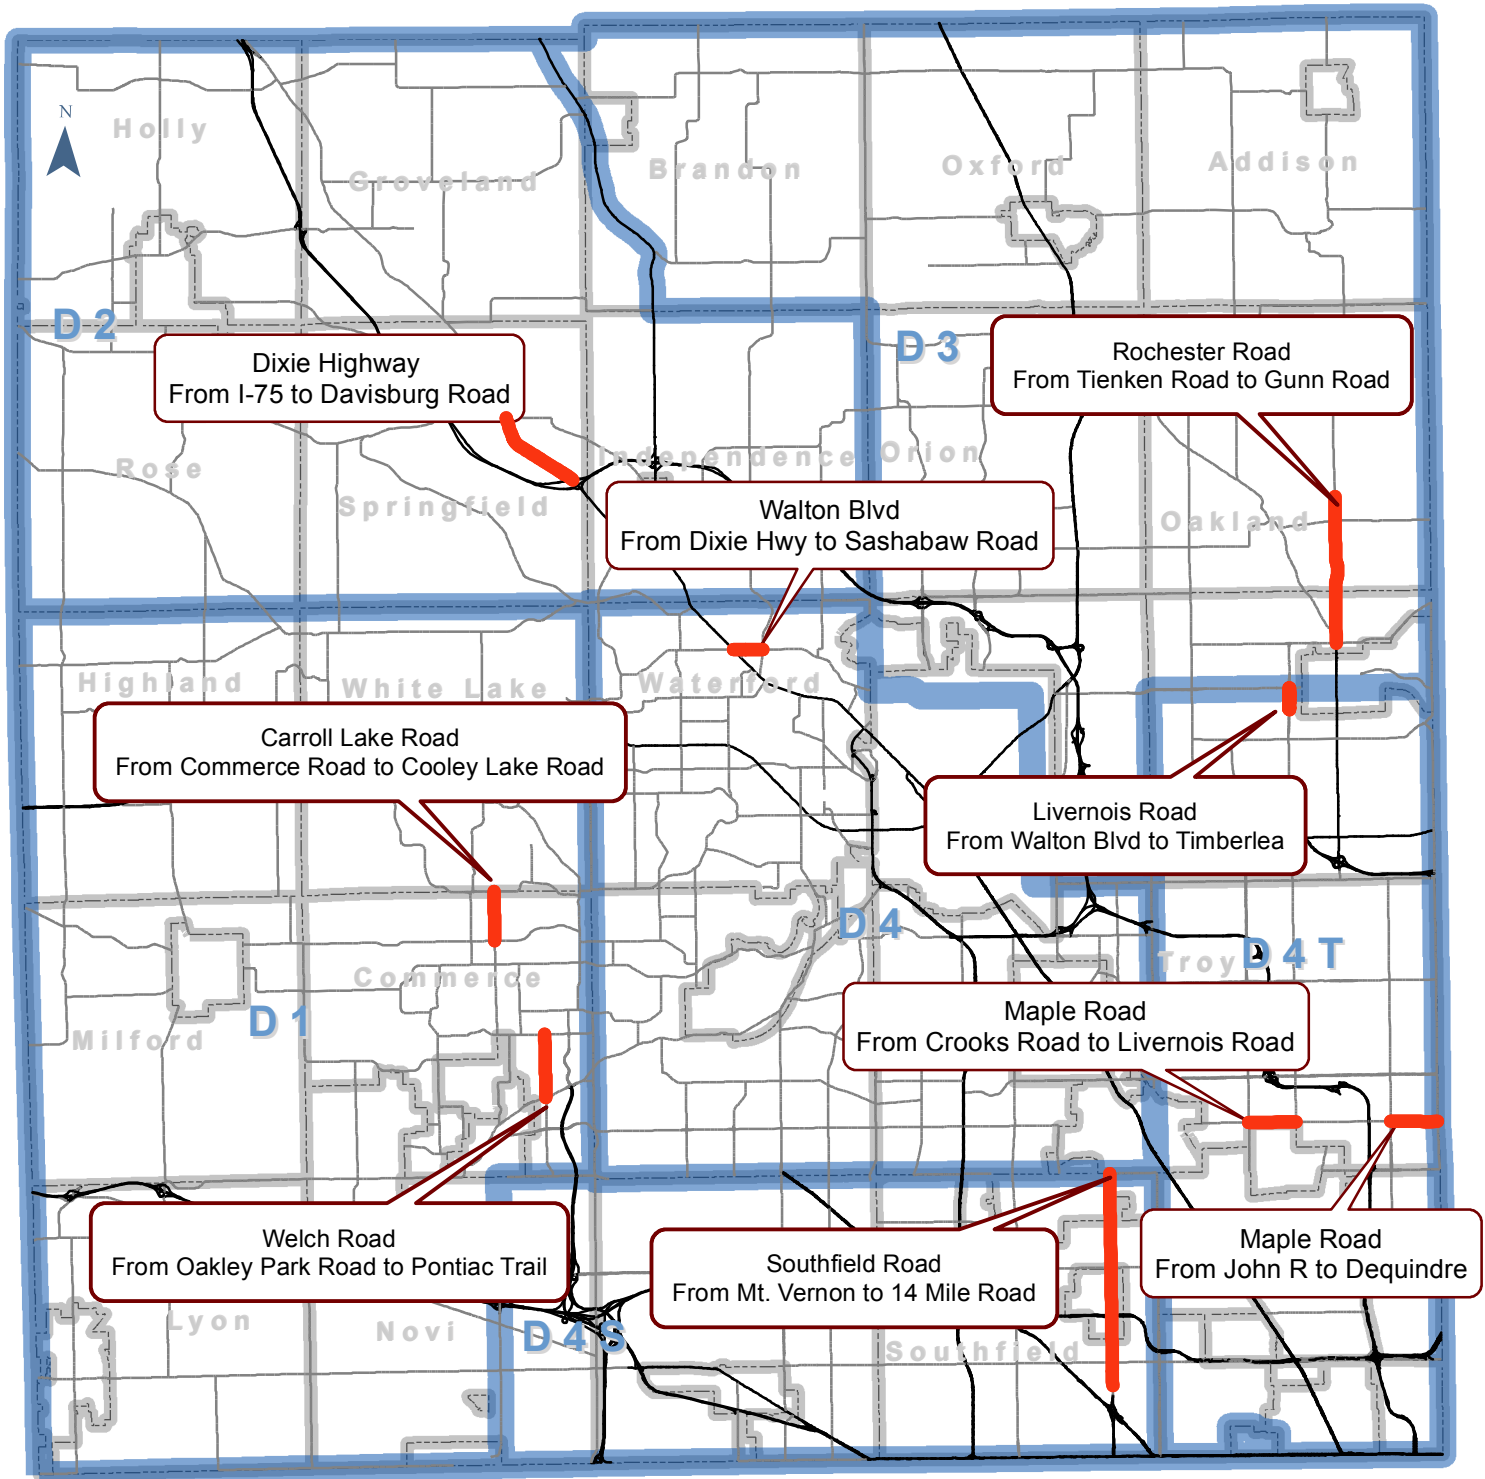 N
Holly
Groveland
Brandon
Oxford
Addison
D 2
D 3
Dixie Highway
From I-75 to Davisburg Road
Rochester Road
From Tienken Road to Gunn Road
Rose
Springfield
Independence
Orion
Oakland
Walton Blvd
From Dixie Hwy to Sashabaw Road
Highland
White Lake
Waterford
Carroll Lake Road
From Commerce Road to Cooley Lake Road
Livernois Road
From Walton Blvd to Timberlea
D 4
D 4 T
Troy
Commerce
D 1
Milford
Maple Road
From Crooks Road to Livernois Road
Welch Road
From Oakley Park Road to Pontiac Trail
Southfield Road
From Mt. Vernon to 14 Mile Road
Maple Road
From John R to Dequindre
Lyon
Novi
D 4 S
Southfield